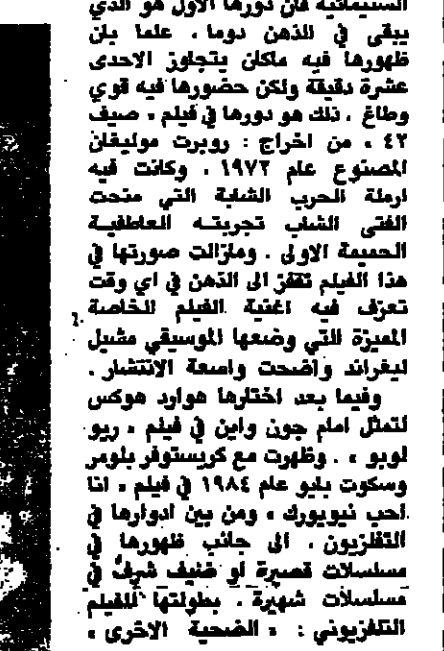 السينمائية فان دورها الاول هو الذي
يبقى في الذهن دوما ، علما بان
ظهورها فيه ماكان يتجاوز الاحدى
عشرة دقيقة ولكن حضورها فيه قوي
وطاغ ، ذلك هو دورها في فيلم « صيف
٤٢ » من اخراج : روبرت موليغان
المصنوع عام ١٩٧٢ ، وكانت فيه
ارملة الحرب الشابة التي منحت
الفتى الشاب تجربته العاطفية
الحميمة الاولى . ومازالت صورتها في
هذا الفيلم تقفز الى الذهن في اي وقت
تعزف فيه اغنية الفيلم الخاصة
المميزة التي وضعها الموسيقي مشيل
ليغراند واضحت واسعة الانتشار .
وفيما بعد اختارها هوارد هوكس
لتمثل امام جون واين في فيلم « ريو
لوبو » . وظهرت مع كريستوفر بلومر
وسكوت بايو عام ١٩٨٤ في فيلم « انا
احب نيويورك » ومن بين ادوارها في
التلفزيون ، الى جانب ظهورها في
مسلسلات قصيرة او ضيف شرف في
مسلسلات شهيرة ، بطولتها للفيلم
التلفزيوني : « الضحية الاخرى »